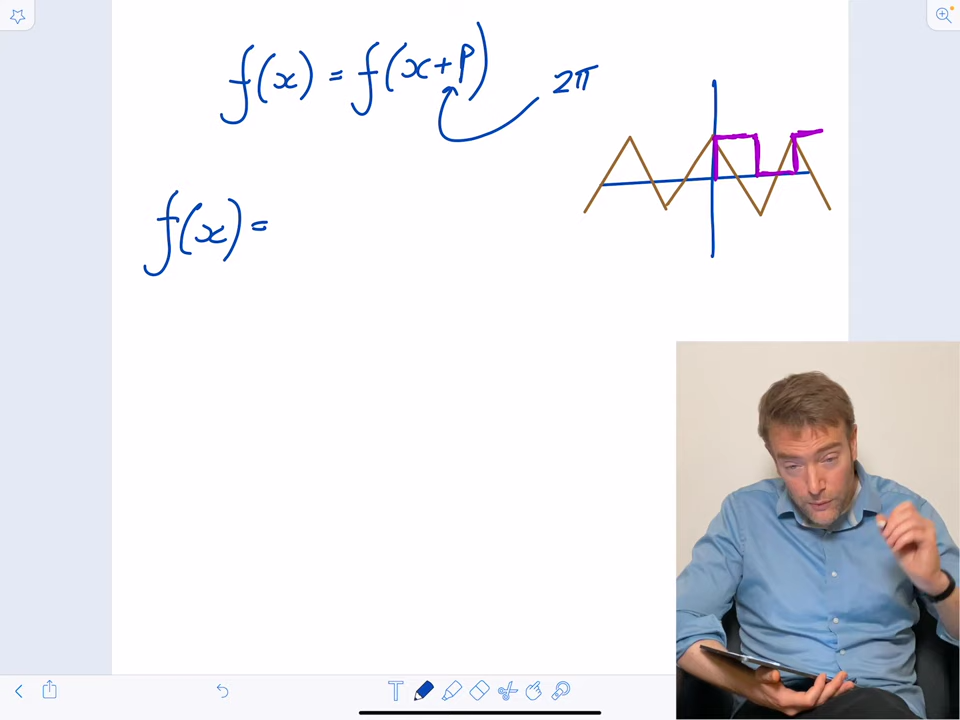 f(x) = f(x+p)
2π
f(x) =
T